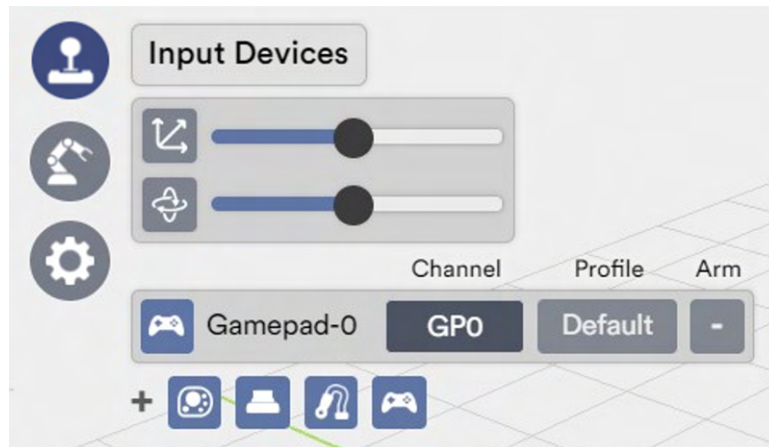 Input Devices
Channel Profile Arm
Gamepad-0 GP0 Default -
+